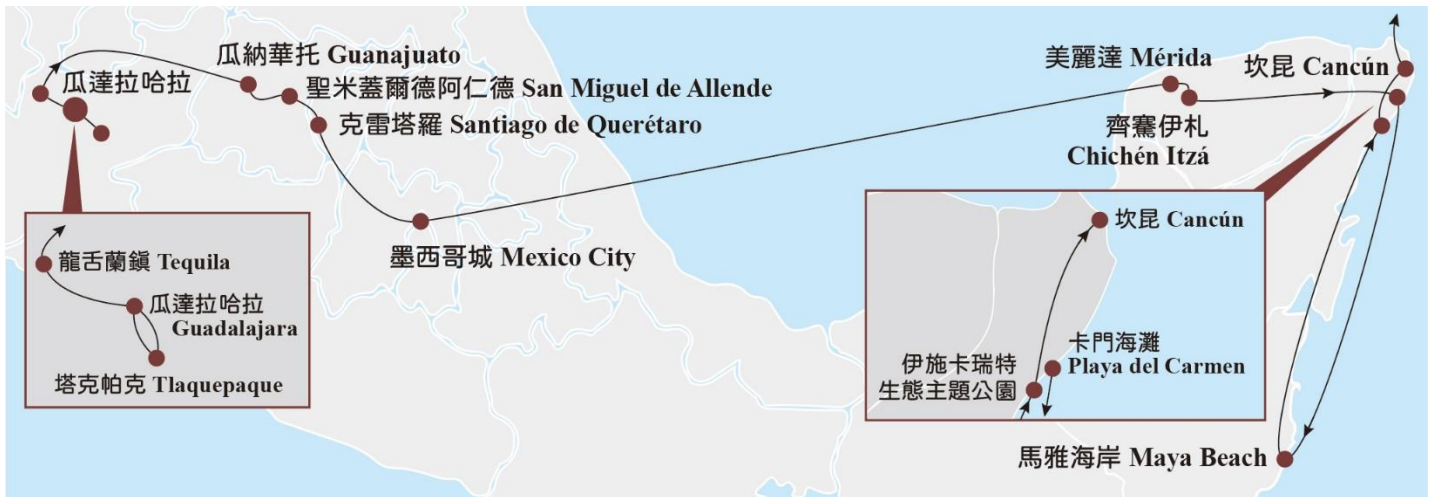 瓜納華托 Guanajuato
瓜達拉哈拉
聖米蓋爾德阿仁德 San Miguel de Allende
克雷塔羅 Santiago de Querétaro
墨西哥城 Mexico City
美麗達 Mérida
坎昆 Cancún
齊騫伊札
Chichén Itzá
龍舌蘭鎮 Tequila
瓜達拉哈拉
Guadalajara
塔克帕克 Tlaquepaque
坎昆 Cancún
卡門海灘
Playa del Carmen
伊施卡瑞特
生態主題公園
馬雅海岸 Maya Beach